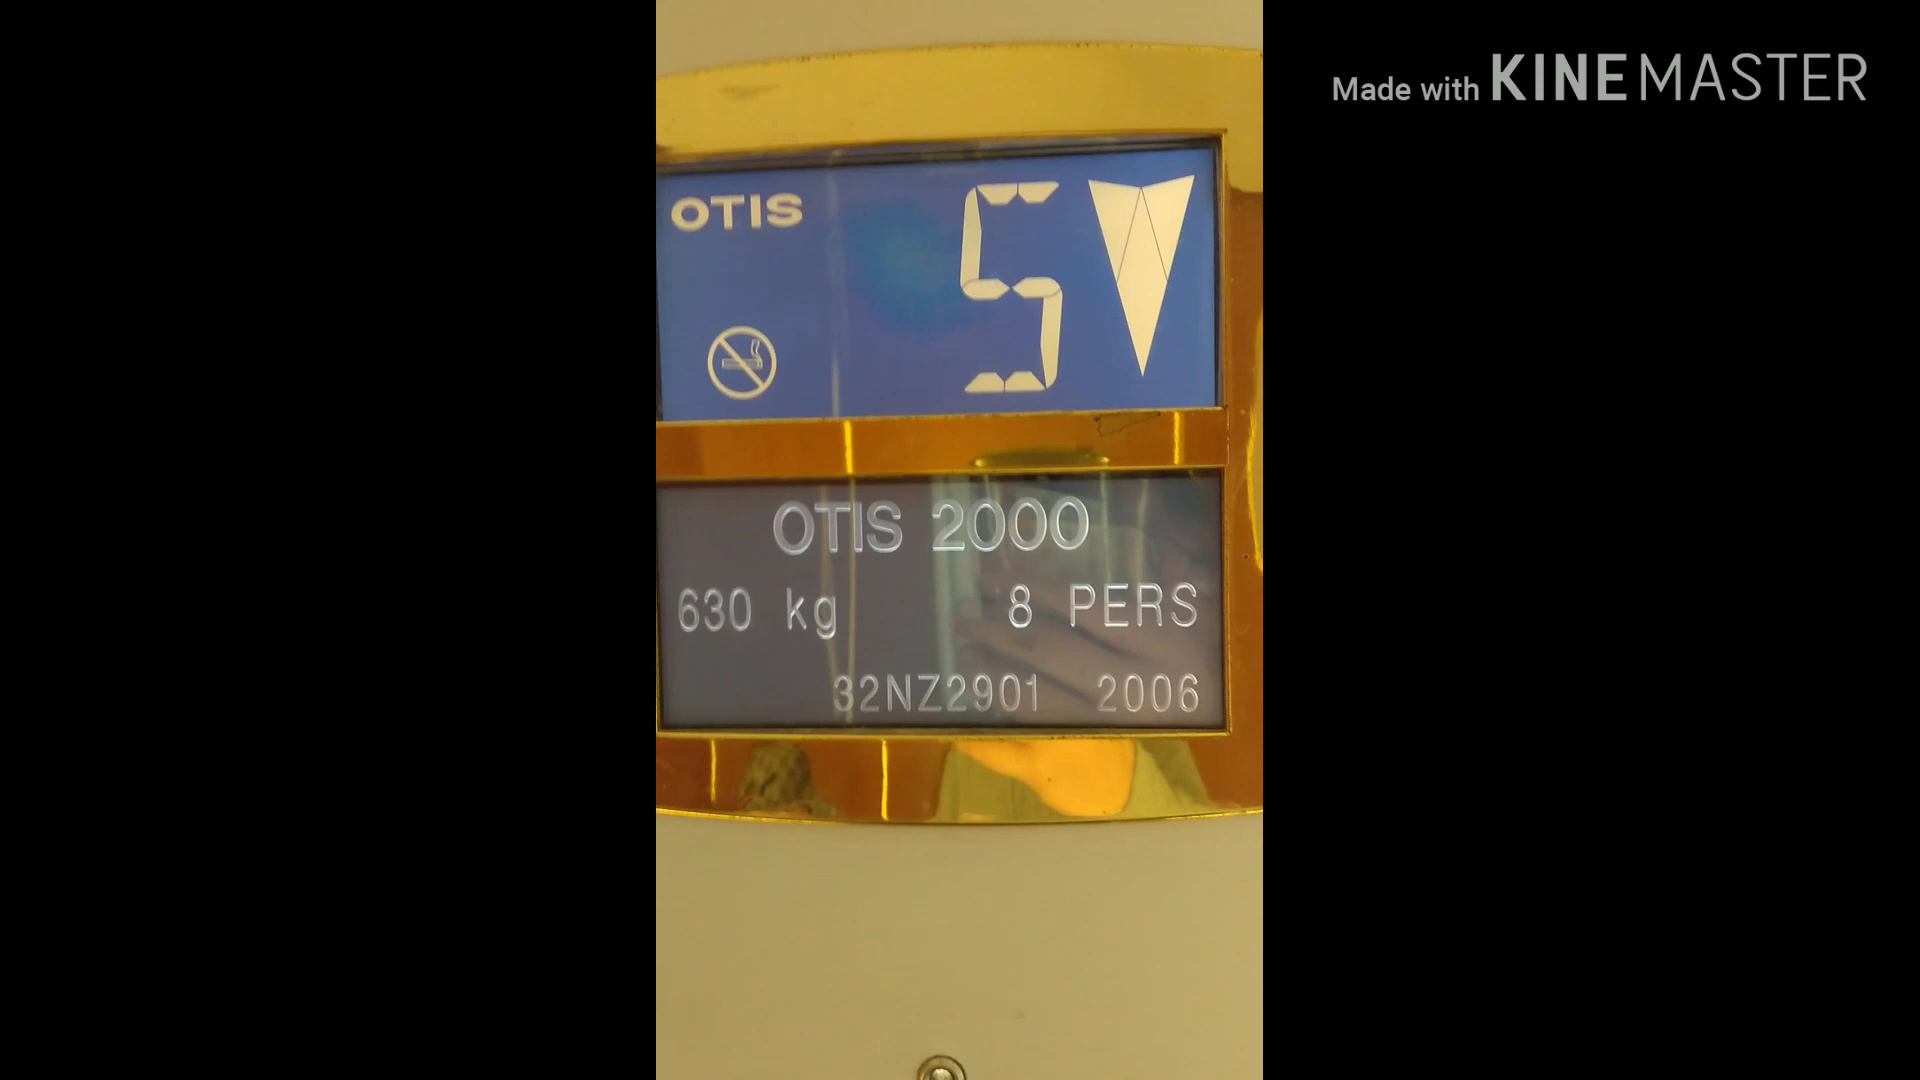 Made with KINEMASTER
OTIS
5
OTIS 2000
630 kg 8 PERS
32NZ2901 2006